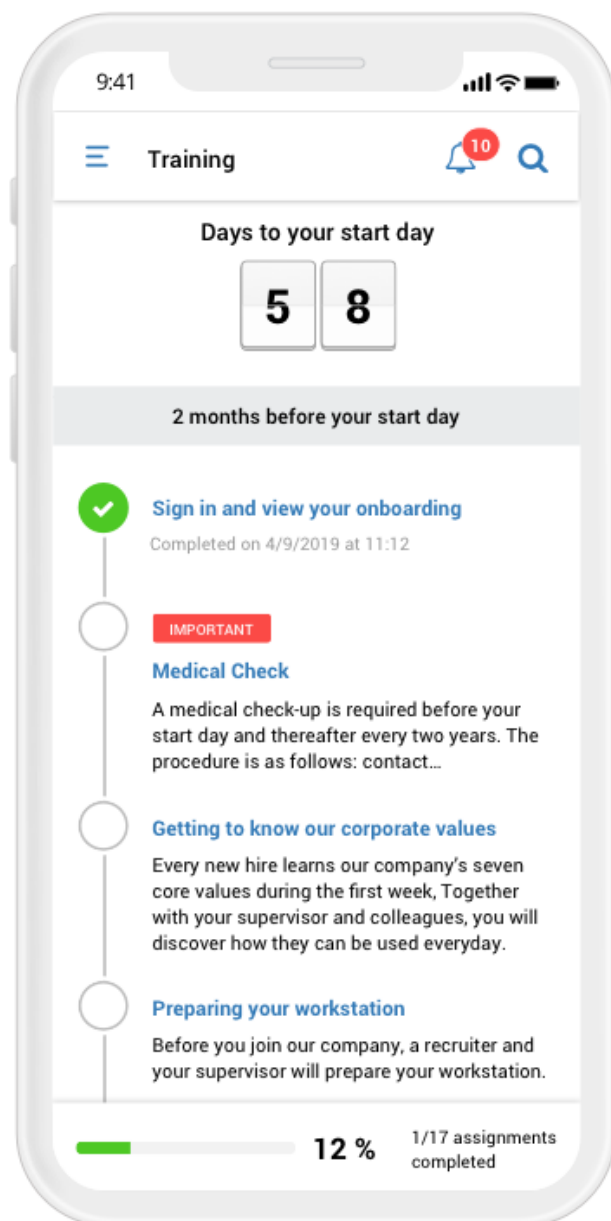 9:41
Training
10
Days to your start day
5 8
2 months before your start day
Sign in and view your onboarding
Completed on 4/9/2019 at 11:12
IMPORTANT
Medical Check
A medical check-up is required before your
start day and thereafter every two years. The
procedure is as follows: contact...
Getting to know our corporate values
Every new hire learns our company's seven
core values during the first week, Together
with your supervisor and colleagues, you will
discover how they can be used everyday.
Preparing your workstation
Before you join our company, a recruiter and
your supervisor will prepare your workstation.
12 %
1/17 assignments
completed